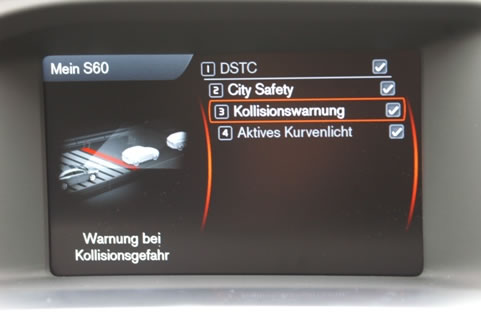 Mein S60
1 DSTC
2 City Safety
3 Kollisionswarnung
4 Aktives Kurvenlicht
Warnung bei
Kollisionsgefahr